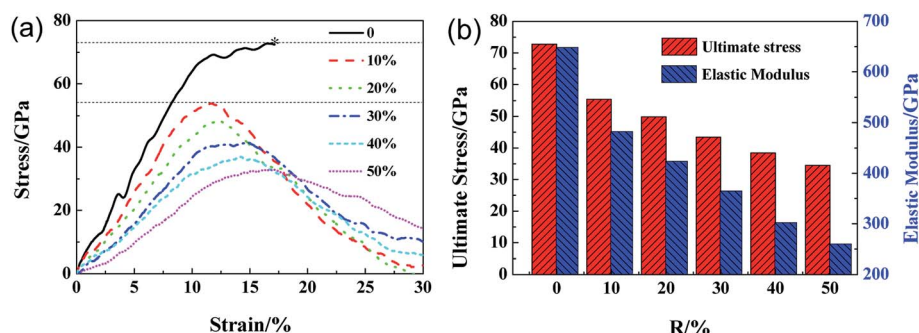 (a)
80
60
40
20
0
Stress/GPa
0 5 10 15 20 25 30
Strain/%
*
0
10%
20%
30%
40%
50%
(b)
80
70
60
50
40
30
20
10
0
Ultimate Stress/GPa
Ultimate stress
Elastic Modulus
700
600
500
400
300
200
Elastic Modulus/GPa
0 10 20 30 40 50
R/%